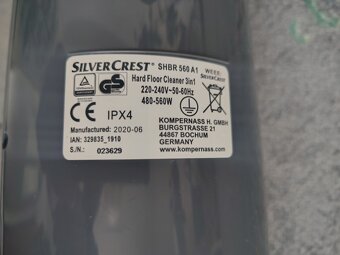 SILVERCREST® SHBR 560 A1
Hard Floor Cleaner 3in1
220-240V~50-60Hz
480-560W
WEEE:
SILVERCREST
GS
IPX4
Manufactured: 2020-06
IAN: 329835_1910
S.N.: 023629
KOMPERNASS H. GMBH
BURGSTRASSE 21
44867 BOCHUM
GERMANY
www.kompernass.com